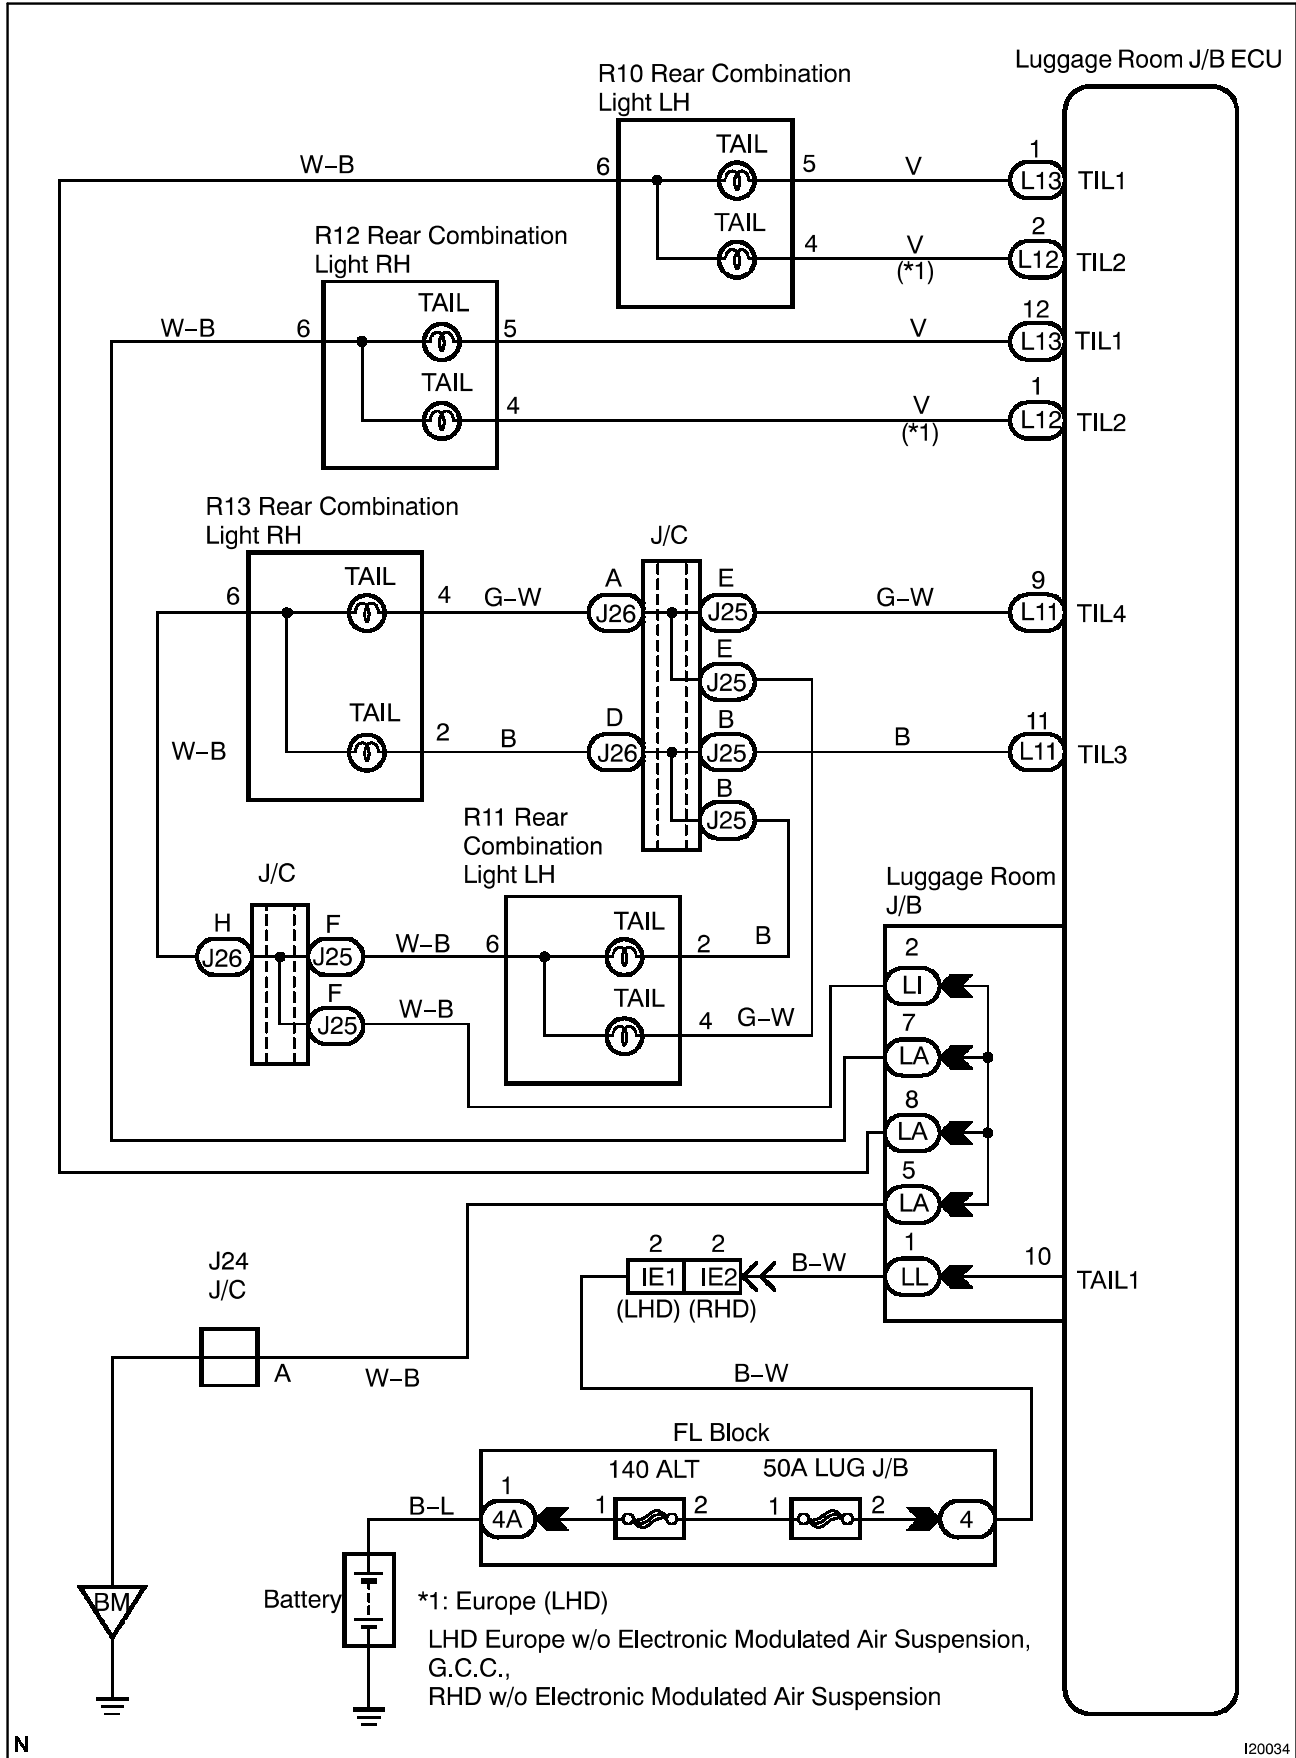 Luggage Room J/B ECU
R10 Rear Combination
Light LH
TAIL
W-B
6
5
V
1
L13
TIL1
TAIL
4
V
(*1)
2
L12
TIL2
R12 Rear Combination
Light RH
TAIL
W-B
6
5
V
12
L13
TIL1
TAIL
4
V
(*1)
1
L12
TIL2
R13 Rear Combination
Light RH
J/C
TAIL
6
4
G-W
A
J26
E
J25
G-W
9
L11
TIL4
E
J25
TAIL
W-B
2
B
D
J26
B
J25
B
11
L11
TIL3
B
J25
R11 Rear
Combination
Light LH
J/C
Luggage Room
J/B
H
J26
F
J25
W-B
6
TAIL
2
B
2
LI
F
J25
W-B
TAIL
4
G-W
7
LA
8
LA
5
LA
J24
J/C
A
W-B
2
2
IE1
IE2
(LHD) (RHD)
B-W
1
LL
10
TAIL1
B-W
FL Block
140 ALT
50A LUG J/B
B-L
1
4A
1
2
1
2
4
BM
Battery
*1: Europe (LHD)
LHD Europe w/o Electronic Modulated Air Suspension,
G.C.C.,
RHD w/o Electronic Modulated Air Suspension
N
I20034